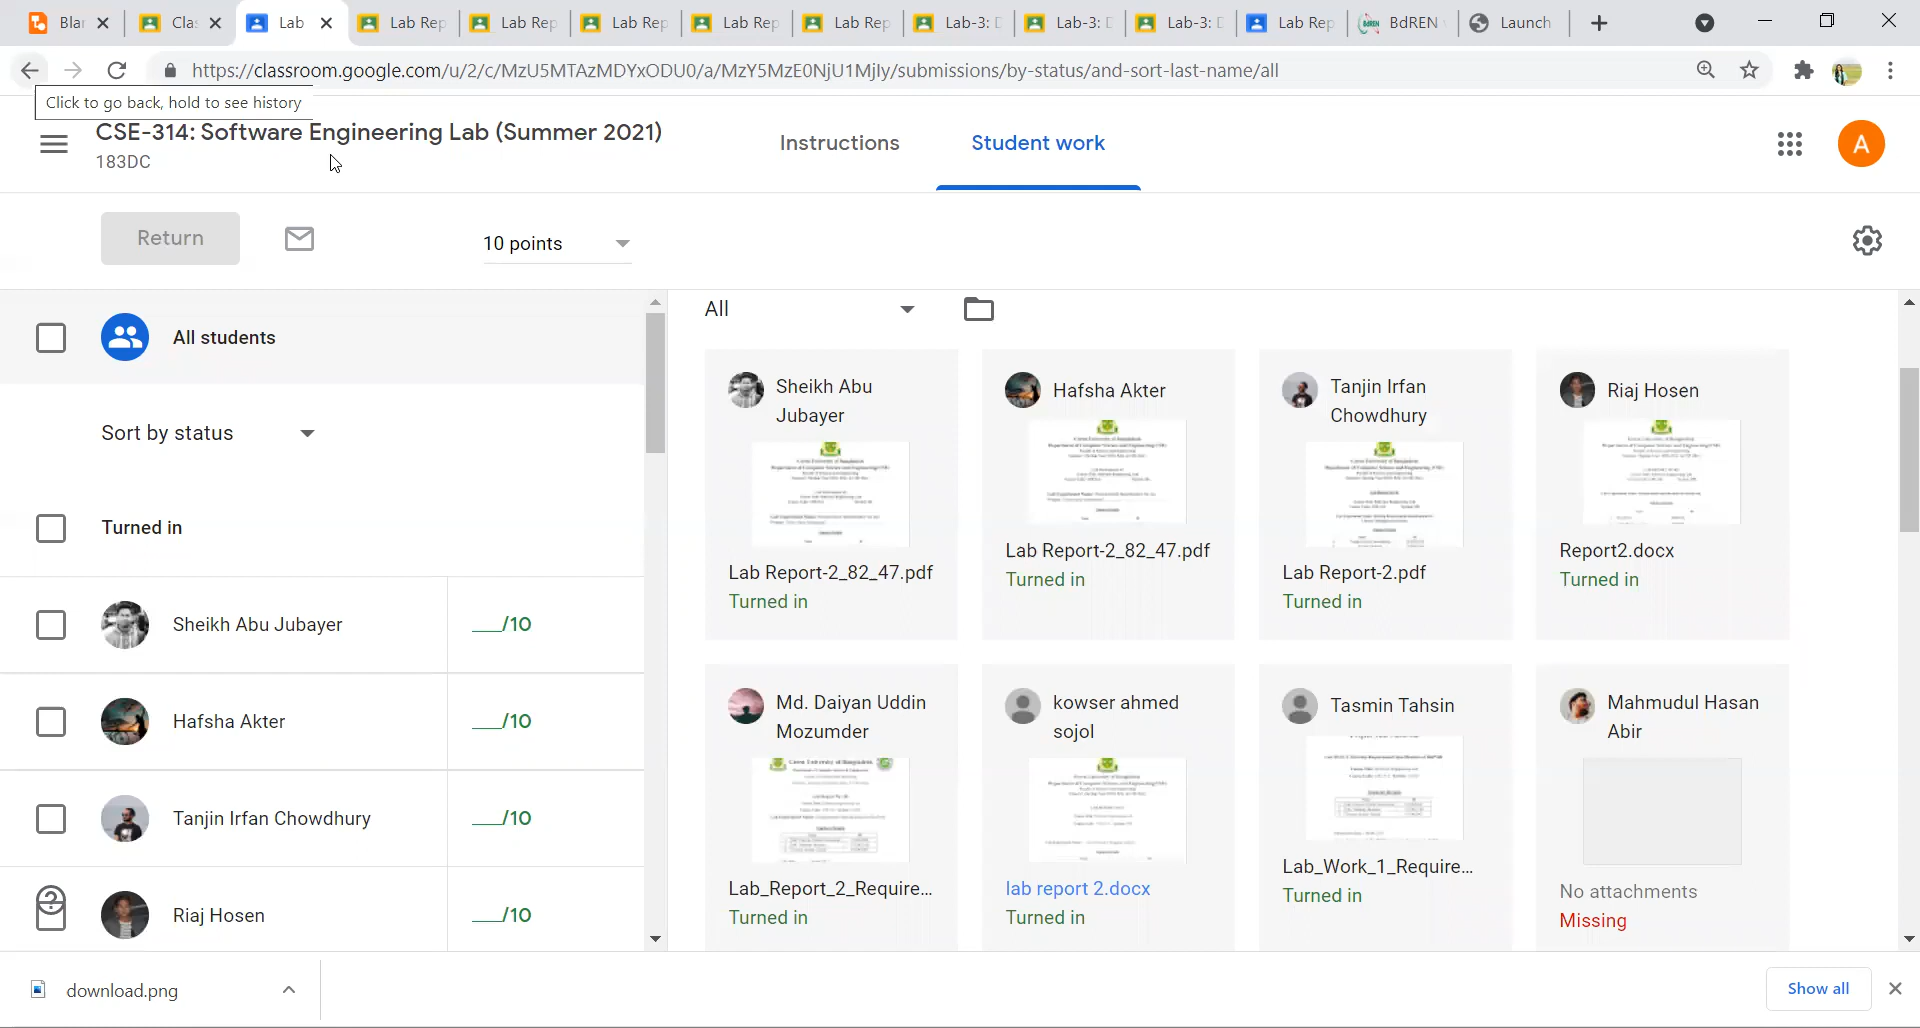 Blar
Cla
Lab
Lab Rep
Lab Rep
Lab Rep
Lab Rep
Lab Rep
Lab-3: D
Lab-3: D
Lab-3: D
Lab Rep
BdREN
Launch
https://classroom.google.com/u/2/c/MzU5MTAzMDYxODU0/a/MzY5MzE0NjU1MjIy/submissions/by-status/and-sort-last-name/all
Click to go back, hold to see history
CSE-314: Software Engineering Lab (Summer 2021)
183DC
Instructions
Student work
A
Return
10 points
All students
Sort by status
Turned in
Sheikh Abu Jubayer
___/10
Hafsha Akter
___/10
Tanjin Irfan Chowdhury
___/10
Riaj Hosen
___/10
All
Sheikh Abu
Jubayer
Lab Report-2_82_47.pdf
Turned in
Hafsha Akter
Lab Report-2_82_47.pdf
Turned in
Tanjin Irfan
Chowdhury
Lab Report-2.pdf
Turned in
Riaj Hosen
Report2.docx
Turned in
Md. Daiyan Uddin
Mozumder
Lab_Report_2_Require...
Turned in
kowser ahmed
sojol
lab report 2.docx
Turned in
Tasmin Tahsin
Lab_Work_1_Require...
Turned in
Mahmudul Hasan
Abir
No attachments
Missing
download.png
Show all